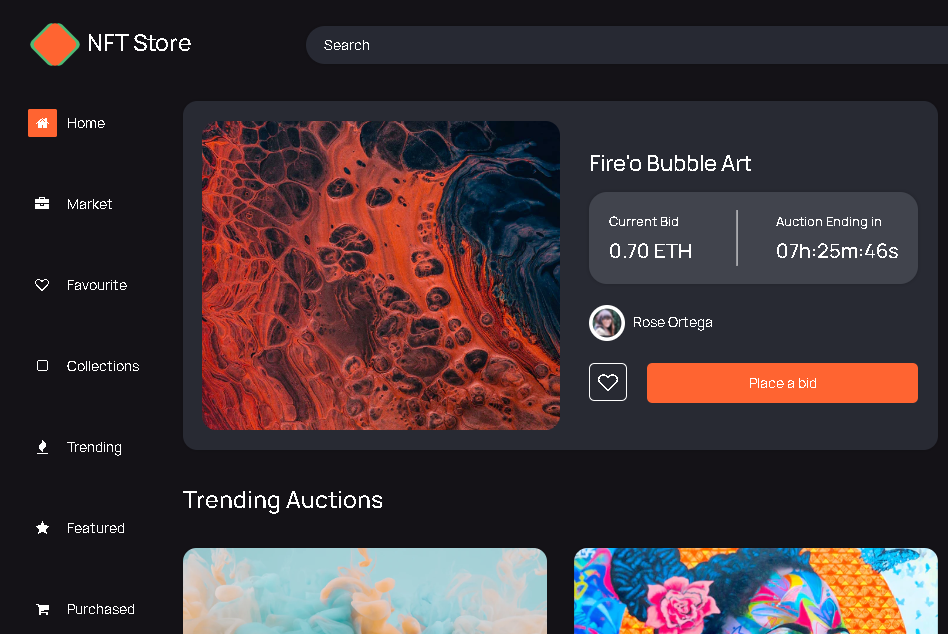 NFT Store
Search
Home
Market
Favourite
Collections
Trending
Featured
Purchased
Fire'o Bubble Art
Current Bid
0.70 ETH
Auction Ending in
07h:25m:46s
Rose Ortega
Place a bid
Trending Auctions